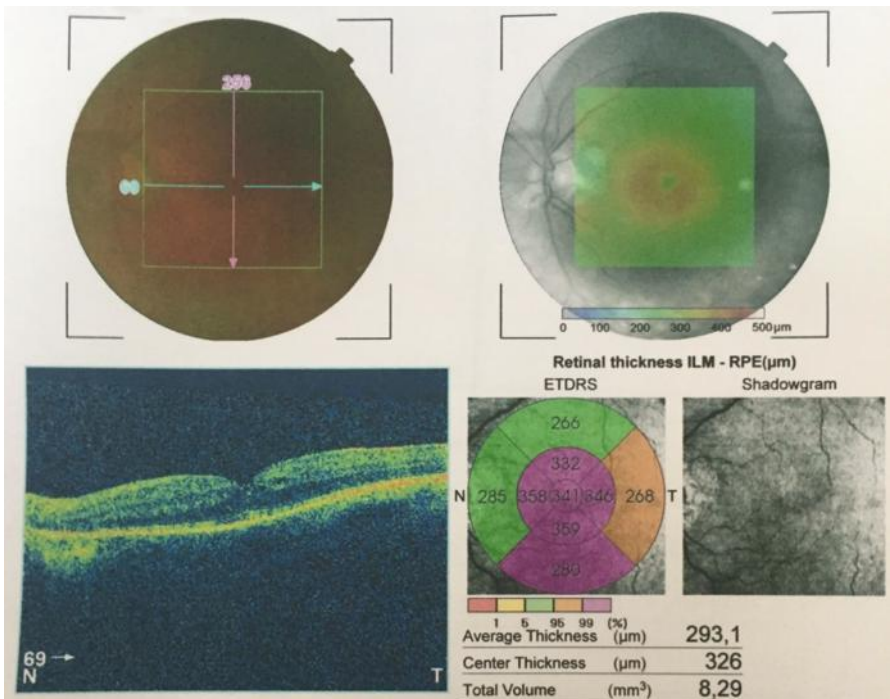 256
0 100 200 300 400 500µm
Retinal thickness ILM - RPE(µm)
ETDRS Shadowgram
266
332
N 285 358 341 346 268 T
359
280
1 5 95 99 (%)
Average Thickness (µm) 293,1
Center Thickness (µm) 326
Total Volume (mm³) 8,29
69
N T